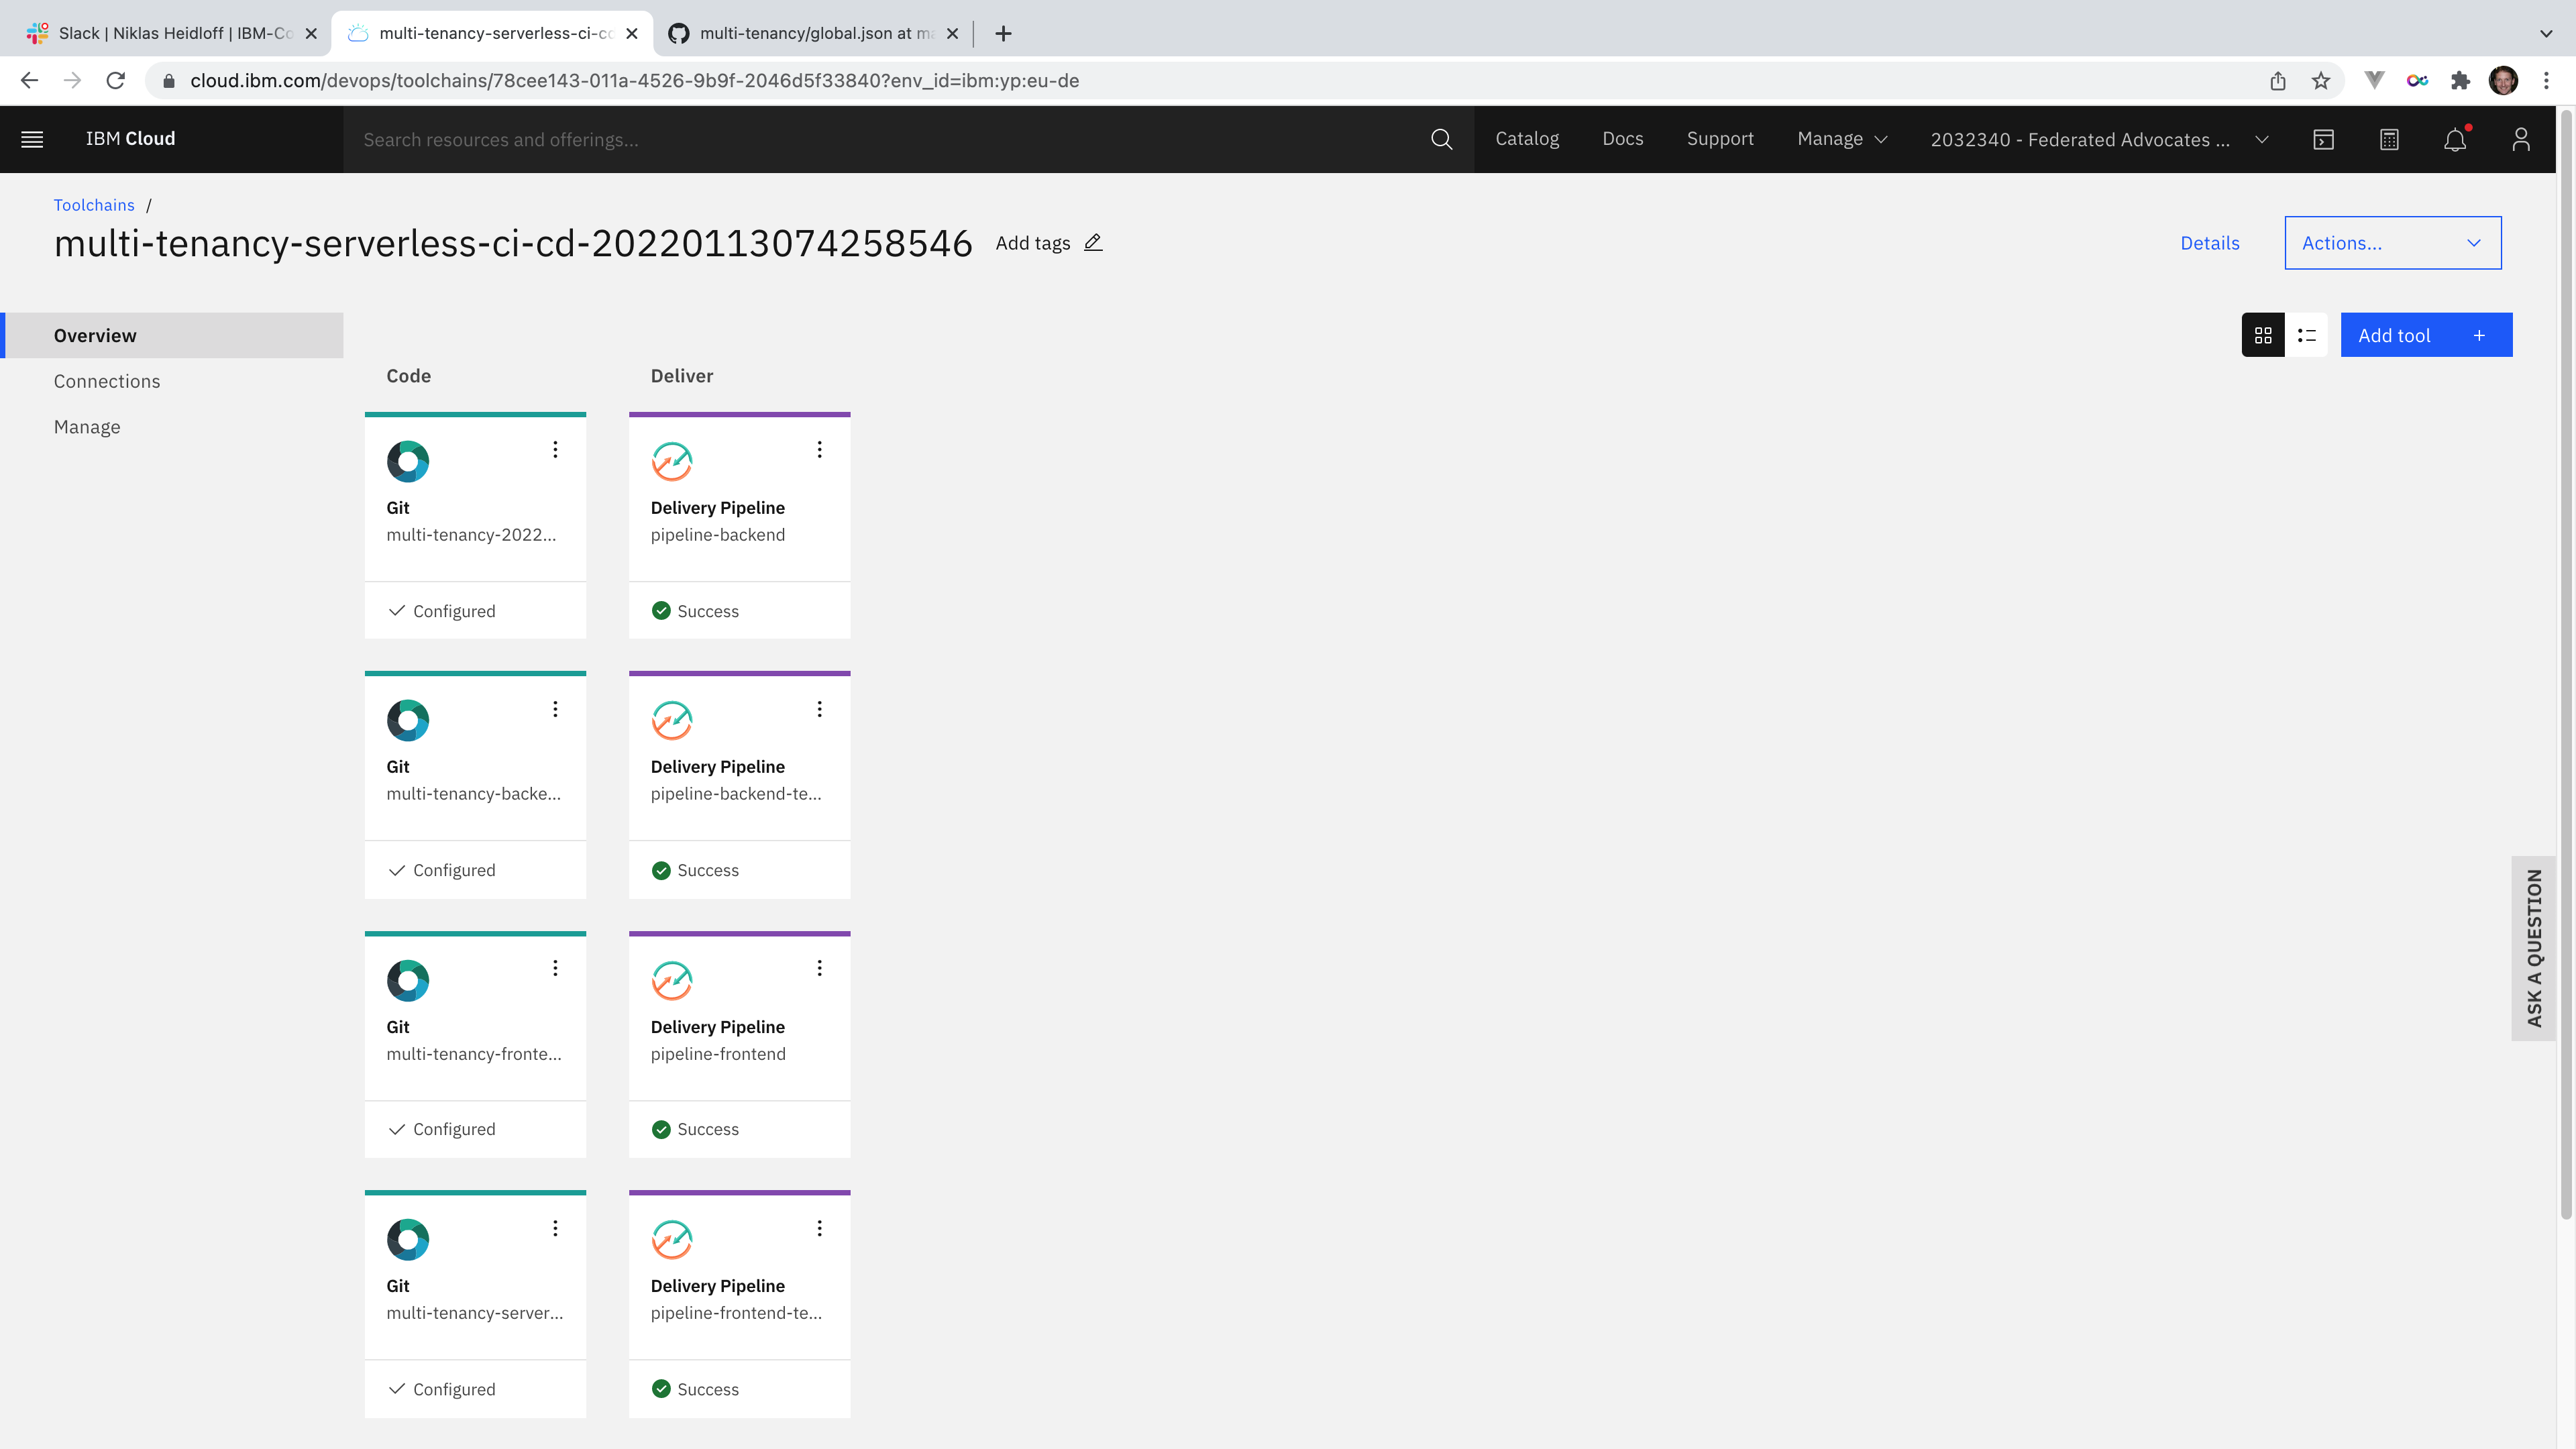 Slack | Niklas Heidloff | IBM-Co
multi-tenancy-serverless-ci-cd
multi-tenancy/global.json at ma
cloud.ibm.com/devops/toolchains/78cee143-011a-4526-9b9f-2046d5f33840?env_id=ibm:yp:eu-de
IBM Cloud
Search resources and offerings...
Catalog
Docs
Support
Manage
2032340 - Federated Advocates ...
Toolchains /
multi-tenancy-serverless-ci-cd-20220113074258546
Add tags
Details
Actions...
Overview
Connections
Manage
Add tool +
Code
Deliver
Git
multi-tenancy-2022...
Configured
Delivery Pipeline
pipeline-backend
Success
Git
multi-tenancy-backe...
Configured
Delivery Pipeline
pipeline-backend-te...
Success
Git
multi-tenancy-fronte...
Configured
Delivery Pipeline
pipeline-frontend
Success
Git
multi-tenancy-server...
Configured
Delivery Pipeline
pipeline-frontend-te...
Success
ASK A QUESTION